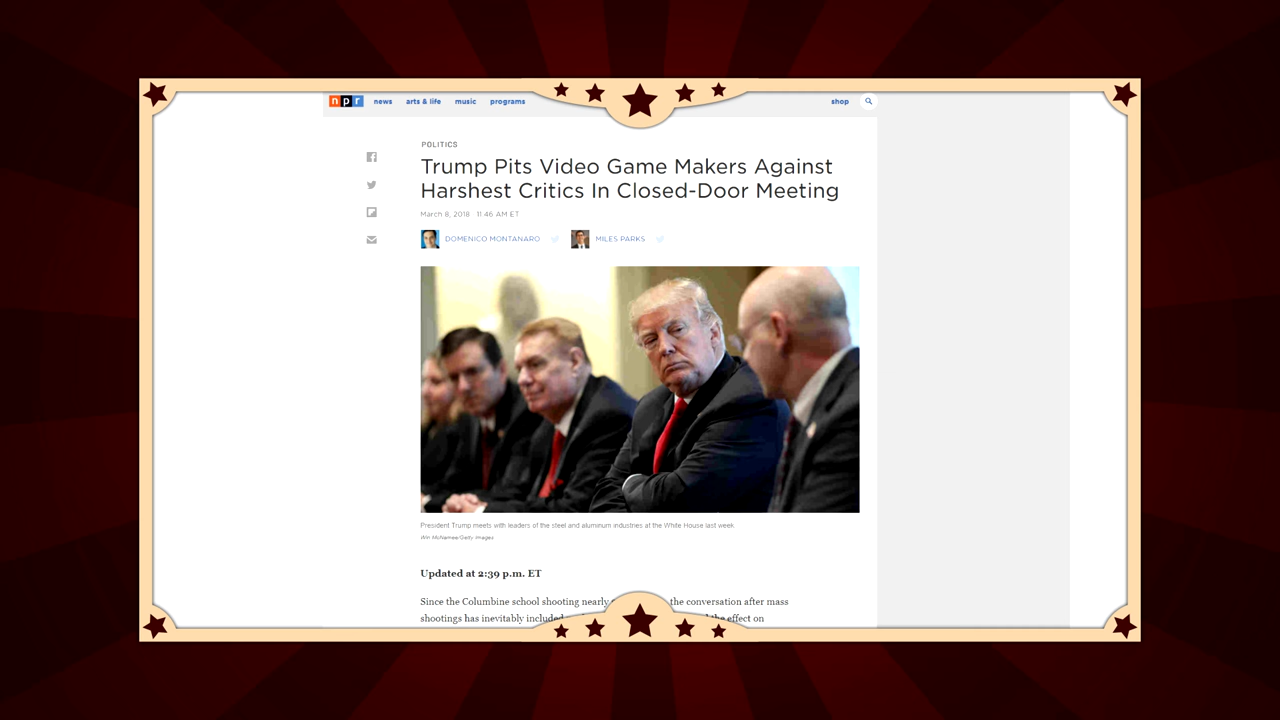 npr news arts & life music programs shop
POLITICS
Trump Pits Video Game Makers Against
Harshest Critics In Closed-Door Meeting
March 8, 2018 11:46 AM ET
DOMENICO MONTANARO MILES PARKS
President Trump meets with leaders of the steel and aluminum industries at the White House last week.
Win McNamee/Getty Images
Updated at 2:39 p.m. ET
Since the Columbine school shooting nearly the conversation after mass
shootings has inevitably included the effect on